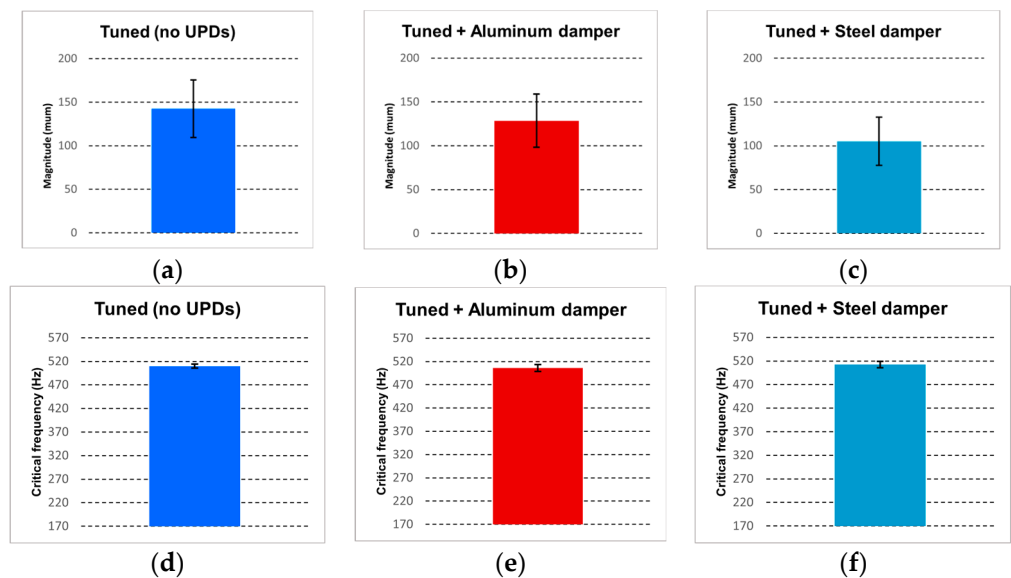 Tuned (no UPDs)
Magnitude (mum)
200
150
100
50
0
(a)
Tuned + Aluminum damper
Magnitude (mum)
200
150
100
50
0
(b)
Tuned + Steel damper
Magnitude (mum)
200
150
100
50
0
(c)
Tuned (no UPDs)
Critical frequency (Hz)
570
520
470
420
370
320
270
220
170
(d)
Tuned + Aluminum damper
Critical frequency (Hz)
570
520
470
420
370
320
270
220
170
(e)
Tuned + Steel damper
Critical frequency (Hz)
570
520
470
420
370
320
270
220
170
(f)